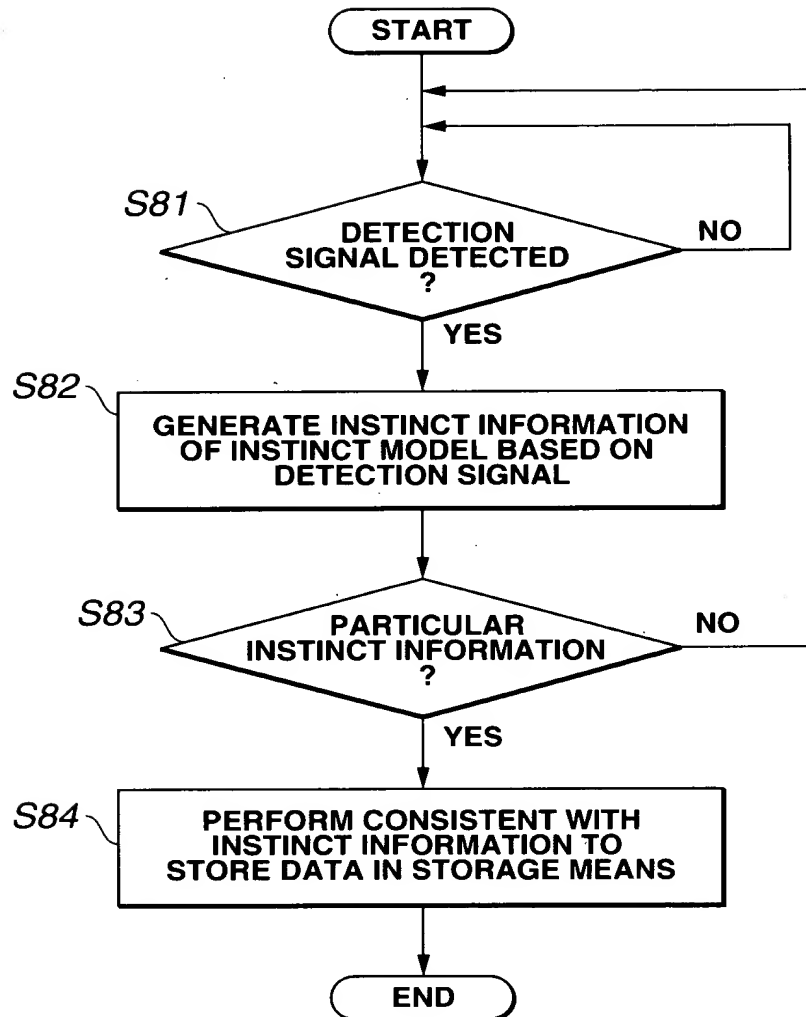 START
S81
DETECTION
SIGNAL DETECTED
?
NO
YES
S82
GENERATE INSTINCT INFORMATION
OF INSTINCT MODEL BASED ON
DETECTION SIGNAL
S83
PARTICULAR
INSTINCT INFORMATION
?
NO
YES
S84
PERFORM CONSISTENT WITH
INSTINCT INFORMATION TO
STORE DATA IN STORAGE MEANS
END